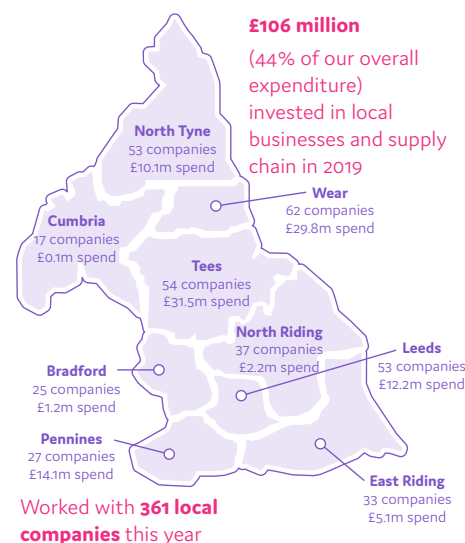 £106 million
(44% of our overall
expenditure)
invested in local
businesses and supply
chain in 2019
North Tyne
53 companies
£10.1m spend
Wear
62 companies
£29.8m spend
Cumbria
17 companies
£0.1m spend
Tees
54 companies
£31.5m spend
North Riding
37 companies
£2.2m spend
Leeds
53 companies
£12.2m spend
Bradford
25 companies
£1.2m spend
Pennines
27 companies
£14.1m spend
East Riding
33 companies
£5.1m spend
Worked with 361 local
companies this year